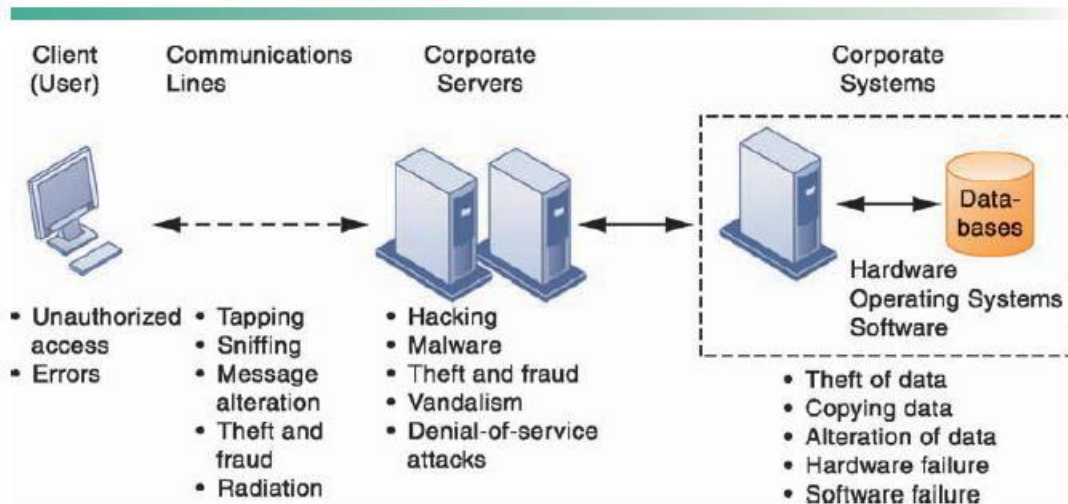 Client
(User)
Communications
Lines
Corporate
Servers
Corporate
Systems
Data-
bases
Hardware
Operating Systems
Software
• Unauthorized
access
• Errors
• Tapping
• Sniffing
• Message
alteration
• Theft and
fraud
• Radiation
• Hacking
• Malware
• Theft and fraud
• Vandalism
• Denial-of-service
attacks
• Theft of data
• Copying data
• Alteration of data
• Hardware failure
• Software failure